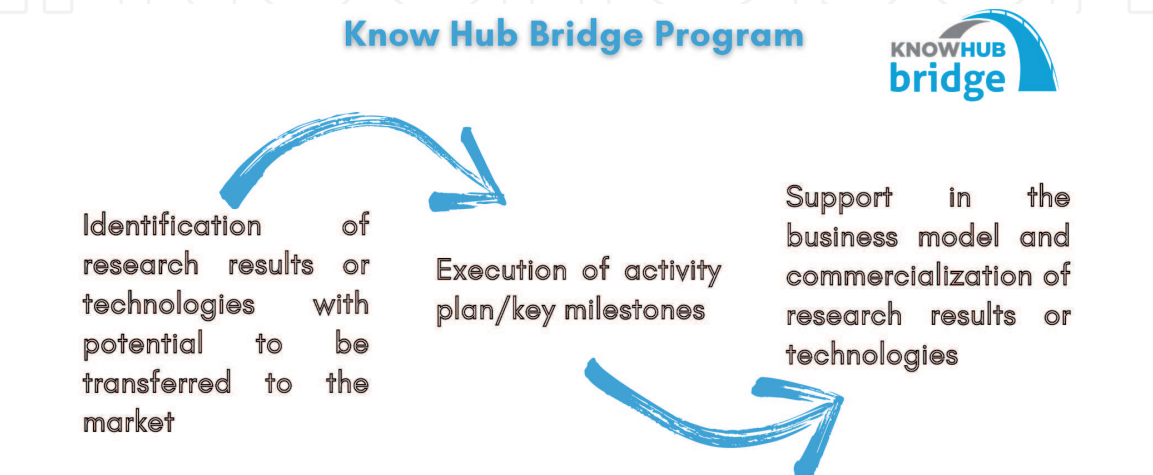 Know Hub Bridge Program
KNOWHUB
bridge
Identification of
research results or
technologies with
potential to be
transferred to the
market
Execution of activity
plan/key milestones
Support in the
business model and
commercialization of
research results or
technologies